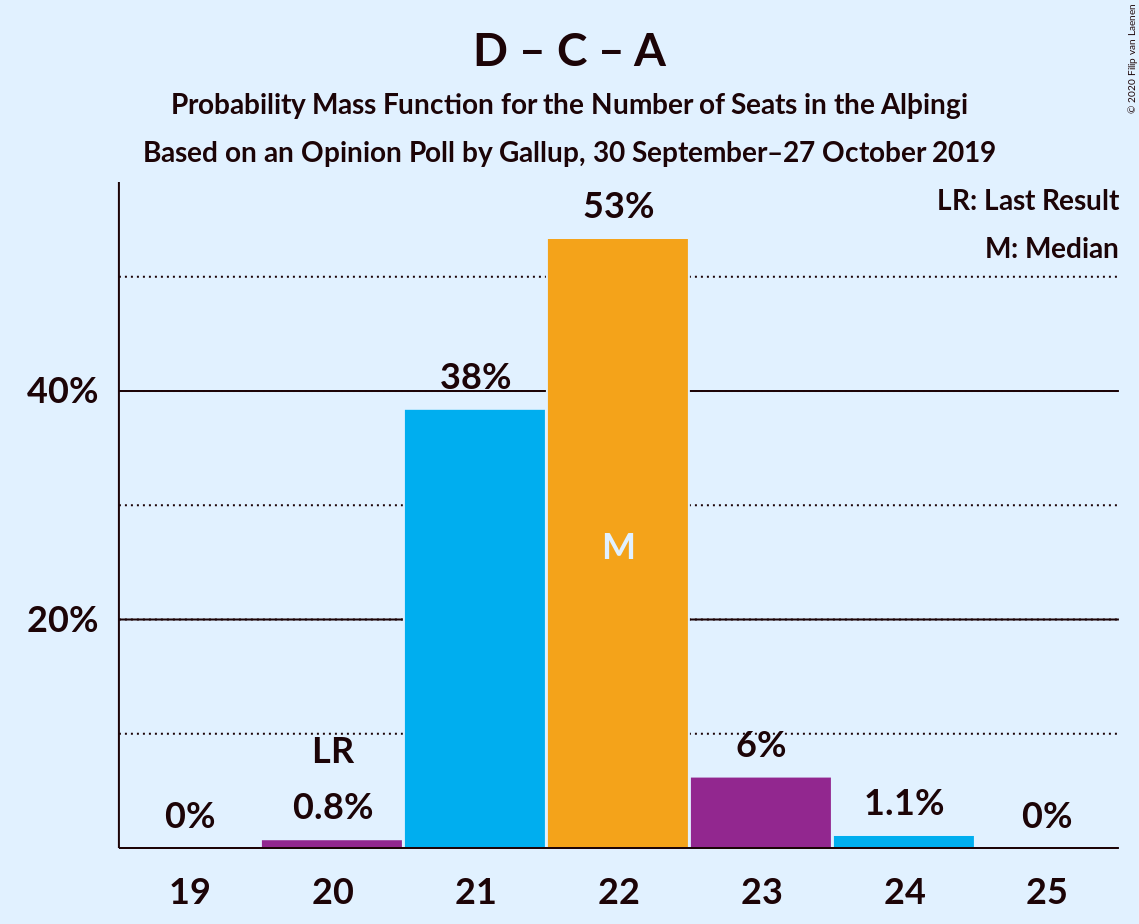 D – C – A
Probability Mass Function for the Number of Seats in the Alþingi
Based on an Opinion Poll by Gallup, 30 September–27 October 2019
© 2020 Filip van Laenen
LR: Last Result
M: Median
53%
38%
40%
M
20%
LR
6%
0%
0.8%
1.1%
0%
19
20
21
22
23
24
25